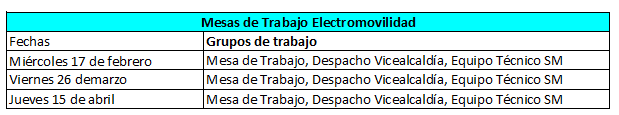 Mesas de Trabajo Electromovilidad
Fechas Grupos de trabajo
Miércoles 17 de febrero Mesa de Trabajo, Despacho Vicealcaldía, Equipo Técnico SM
Viernes 26 demarzo Mesa de Trabajo, Despacho Vicealcaldía, Equipo Técnico SM
Jueves 15 de abril Mesa de Trabajo, Despacho Vicealcaldía, Equipo Técnico SM